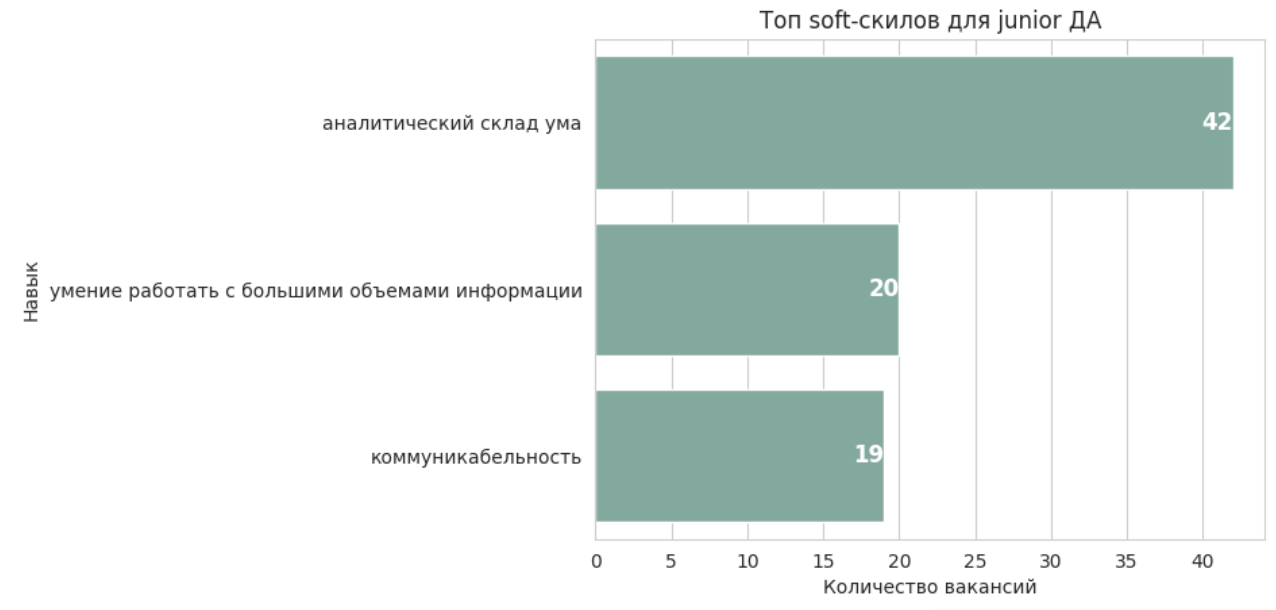 Топ soft-скилов для junior ДА
Навык
аналитический склад ума
42
умение работать с большими объемами информации
20
коммуникабельность
19
0 5 10 15 20 25 30 35 40
Количество вакансий